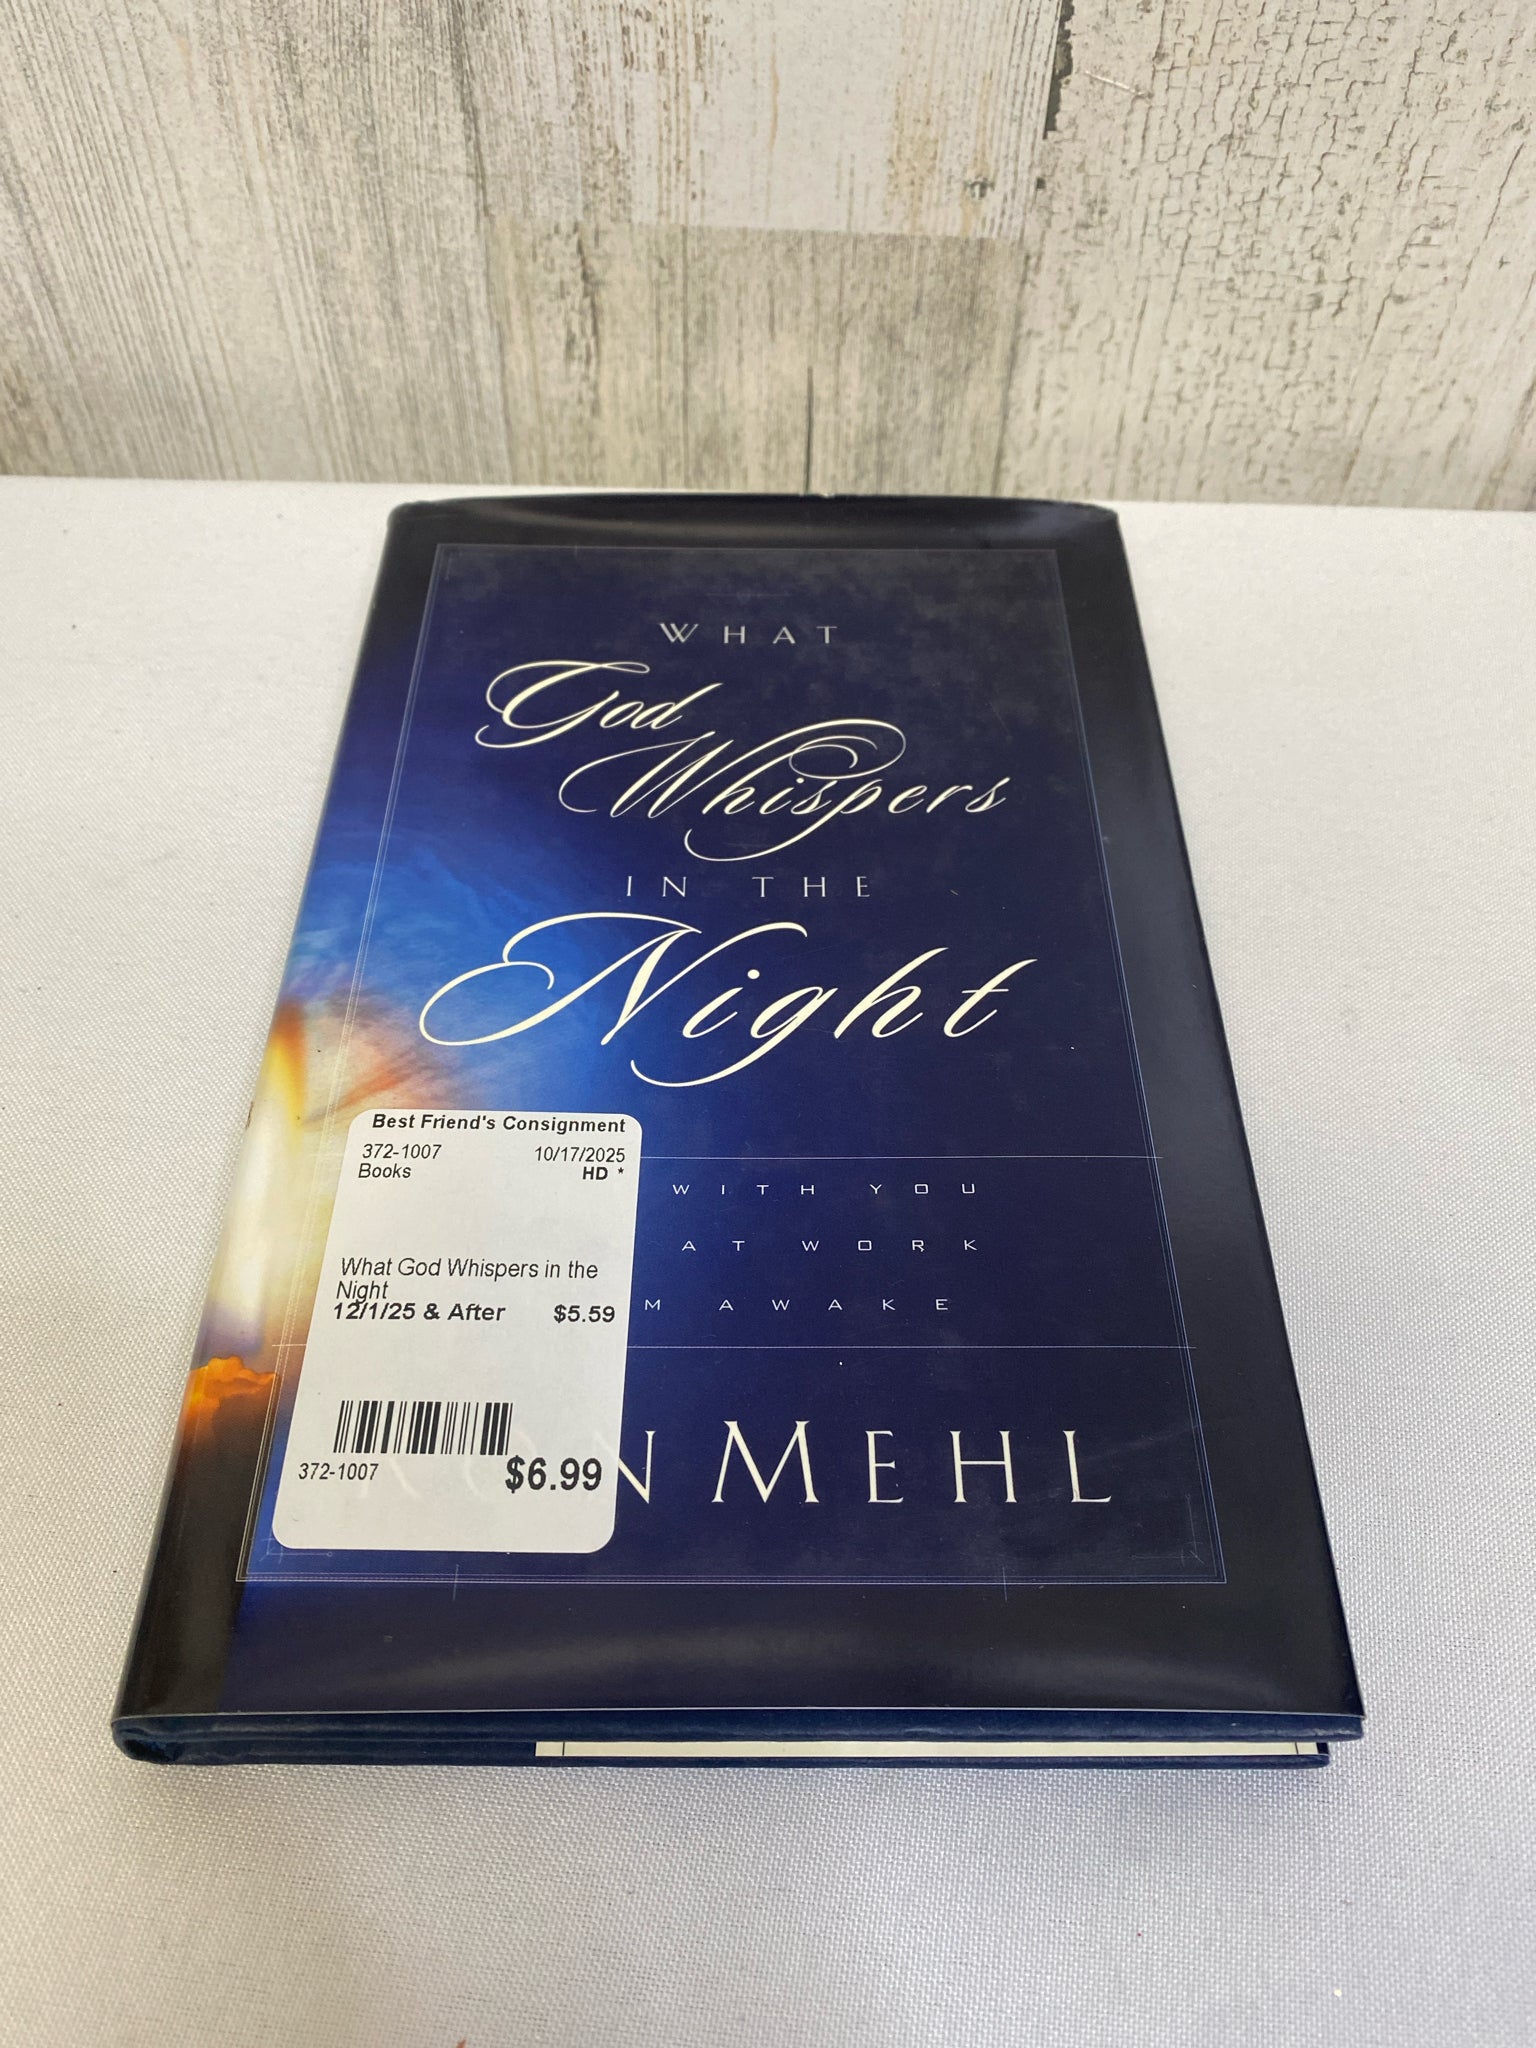 WHAT
God
Whispers
IN THE
Night
Best Friend's Consignment
372-1007 10/17/2025
Books HD *
What God Whispers in the
Night
12/1/25 & After $5.59
372-1007 $6.99
WITH YOU
AT WORK
AWAKE
RON MEHL